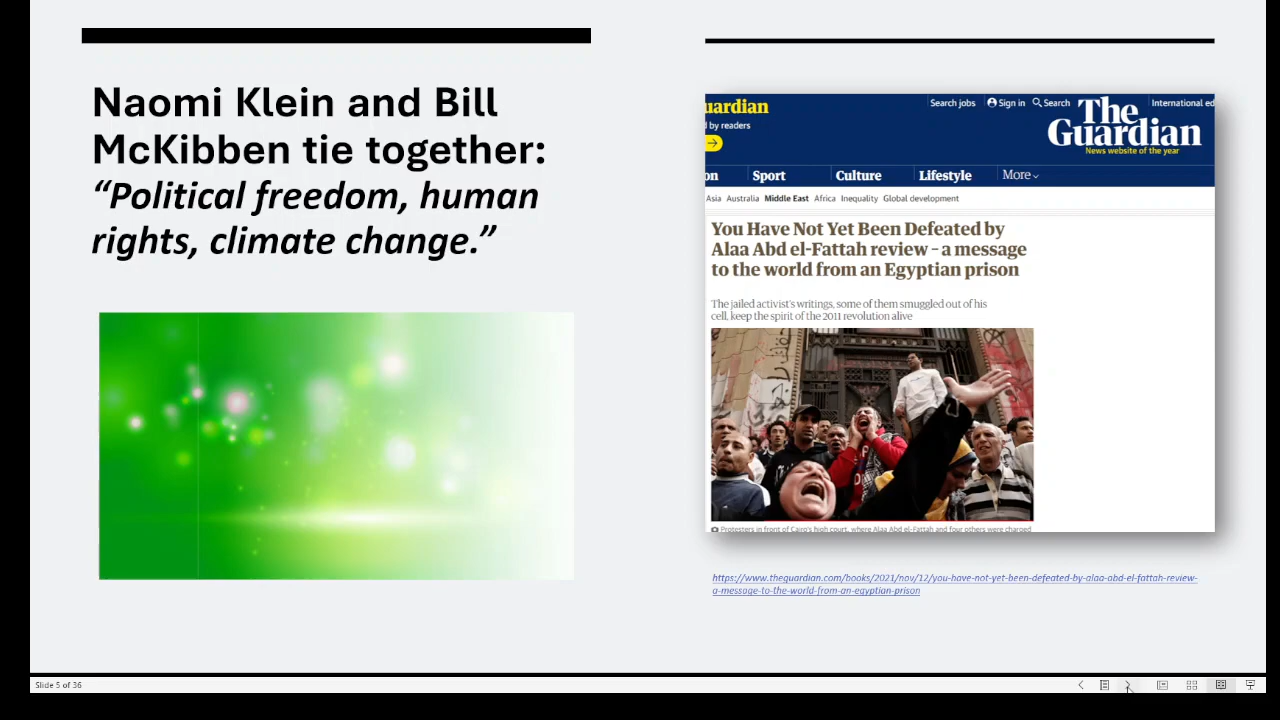 Naomi Klein and Bill
McKibben tie together:
“Political freedom, human
rights, climate change.”
uardian
d by readers
Search jobs
Sign in
Search
International ed
The
Guardian
News website of the year
on
Sport
Culture
Lifestyle
More
Asia Australia Middle East Africa Inequality Global development
You Have Not Yet Been Defeated by
Alaa Abd el-Fattah review – a message
to the world from an Egyptian prison
The jailed activist's writings, some of them smuggled out of his
cell, keep the spirit of the 2011 revolution alive
Protesters in front of Cairo's high court, where Alaa Abd el-Fattah and four others were charged
https://www.theguardian.com/books/2021/nov/12/you-have-not-yet-been-defeated-by-alaa-abd-el-fattah-review-
a-message-to-the-world-from-an-egyptian-prison
Slide 5 of 36